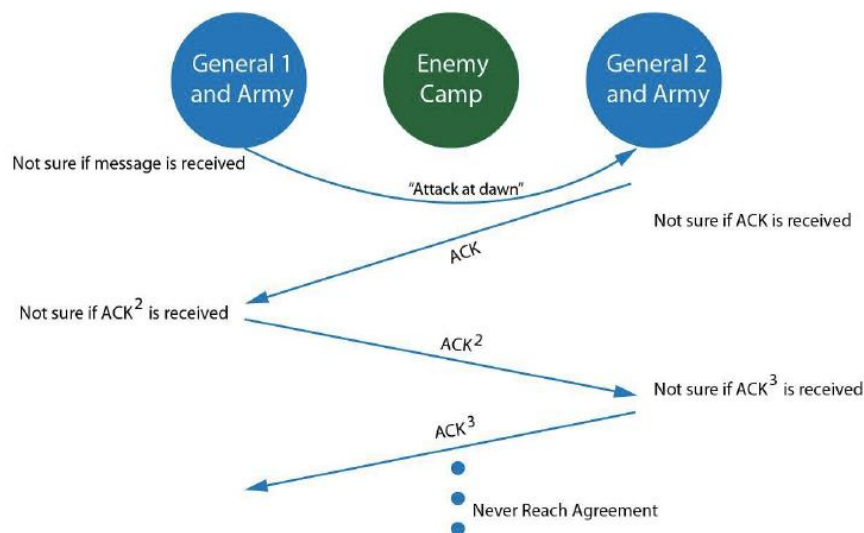 General 1
and Army
Enemy
Camp
General 2
and Army
Not sure if message is received
"Attack at dawn"
Not sure if ACK is received
ACK
Not sure if ACK² is received
ACK²
Not sure if ACK³ is received
ACK³
Never Reach Agreement